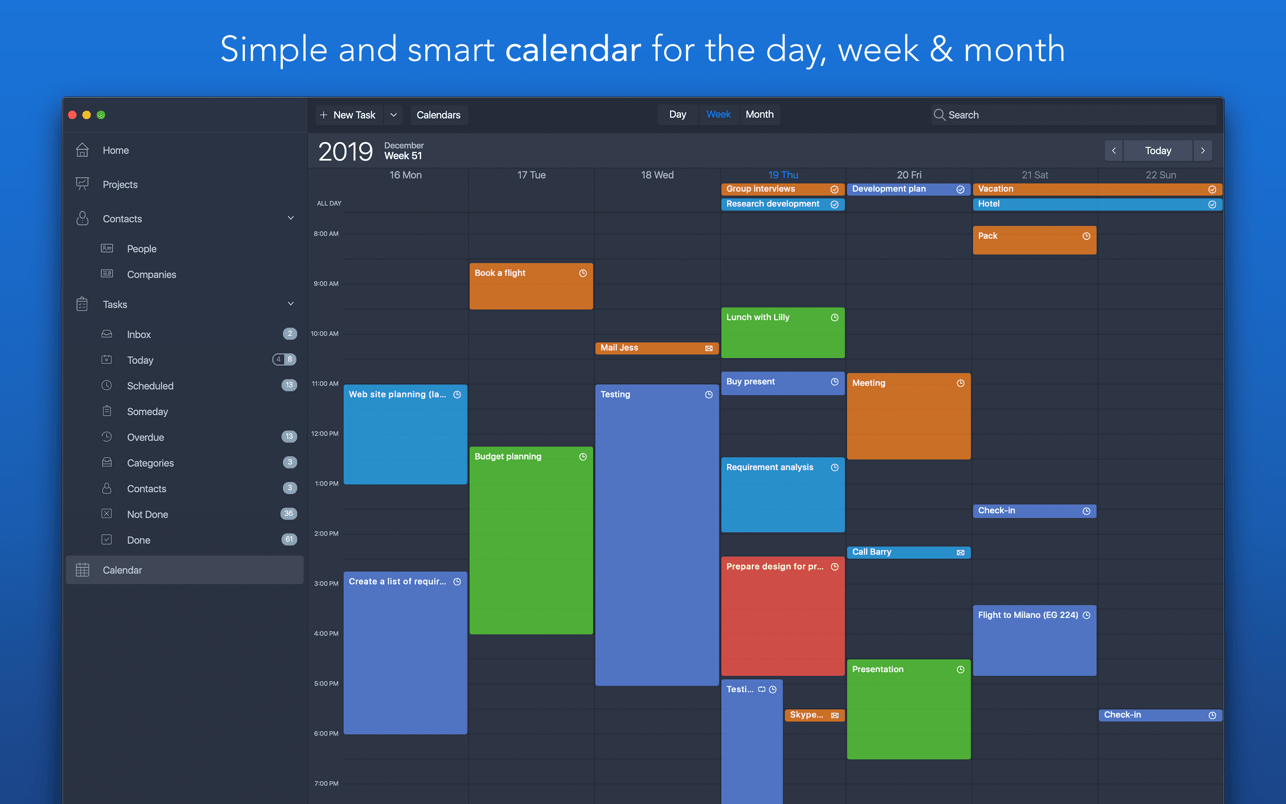 Simple and smart calendar for the day, week & month
+ New Task
Calendars
Day
Week
Month
Search
Home
Projects
Contacts
People
Companies
Tasks
Inbox 2
Today 4 8
Scheduled 13
Someday
Overdue 13
Categories 3
Contacts 3
Not Done 36
Done 61
Calendar
2019
December
Week 51
Today
16 Mon
17 Tue
18 Wed
19 Thu
20 Fri
21 Sat
22 Sun
ALL DAY
Group interviews
Development plan
Vacation
Research development
Hotel
8:00 AM
9:00 AM
10:00 AM
11:00 AM
12:00 PM
1:00 PM
2:00 PM
3:00 PM
4:00 PM
5:00 PM
6:00 PM
7:00 PM
Web site planning (la...
Create a list of requir...
Book a flight
Budget planning
Mail Jess
Testing
Lunch with Lilly
Buy present
Requirement analysis
Prepare design for pr...
Testi...
Skype...
Meeting
Call Barry
Presentation
Pack
Check-in
Flight to Milano (EG 224)
Check-in